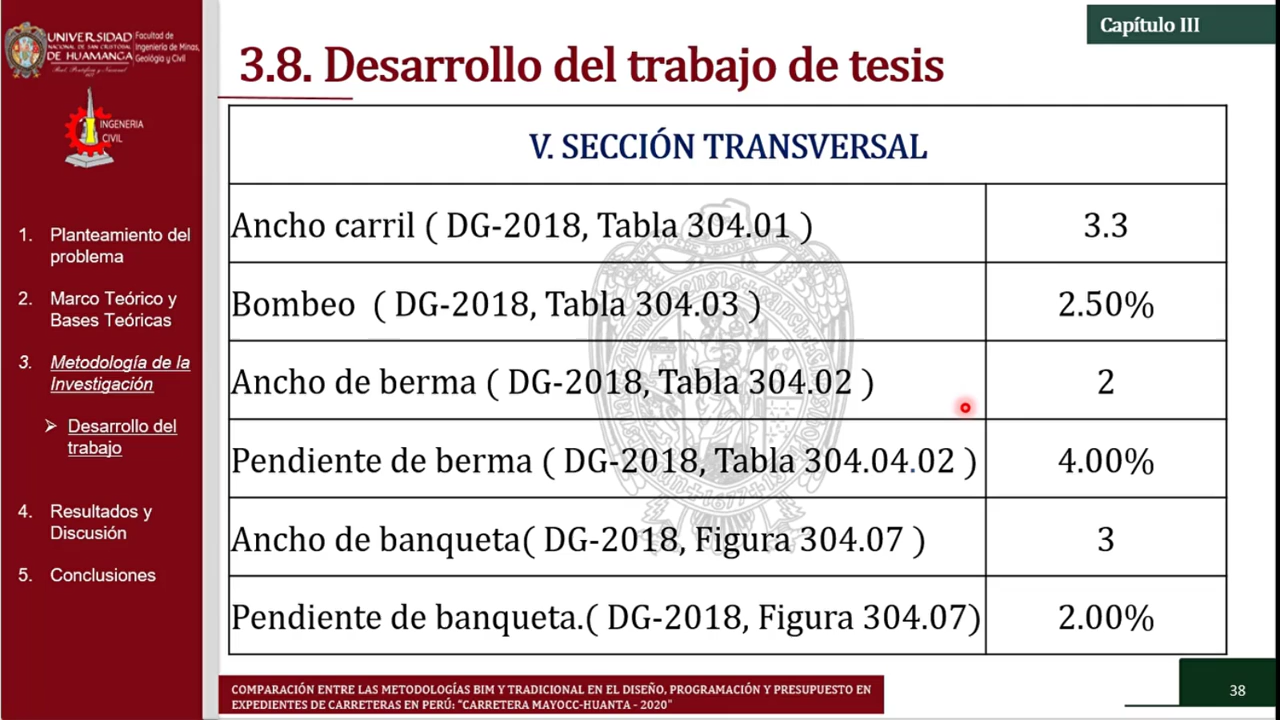 Capítulo III
UNIVERSIDAD
NACIONAL DE SAN CRISTOBAL
DE HUAMANGA
Facultad de
Ingeniería de Minas,
Geología y Civil
INGENERIA
CIVIL
3.8. Desarrollo del trabajo de tesis
1. Planteamiento del
problema
2. Marco Teórico y
Bases Teóricas
3. Metodología de la
Investigación
➢ Desarrollo del
trabajo
4. Resultados y
Discusión
5. Conclusiones
V. SECCIÓN TRANSVERSAL
Ancho carril ( DG-2018, Tabla 304.01 ) 3.3
Bombeo ( DG-2018, Tabla 304.03 ) 2.50%
Ancho de berma ( DG-2018, Tabla 304.02 ) 2
Pendiente de berma ( DG-2018, Tabla 304.04.02 ) 4.00%
Ancho de banqueta( DG-2018, Figura 304.07 ) 3
Pendiente de banqueta.( DG-2018, Figura 304.07) 2.00%
COMPARACIÓN ENTRE LAS METODOLOGÍAS BIM Y TRADICIONAL EN EL DISEÑO, PROGRAMACIÓN Y PRESUPUESTO EN
EXPEDIENTES DE CARRETERAS EN PERÚ: "CARRETERA MAYOCC-HUANTA - 2020"
38